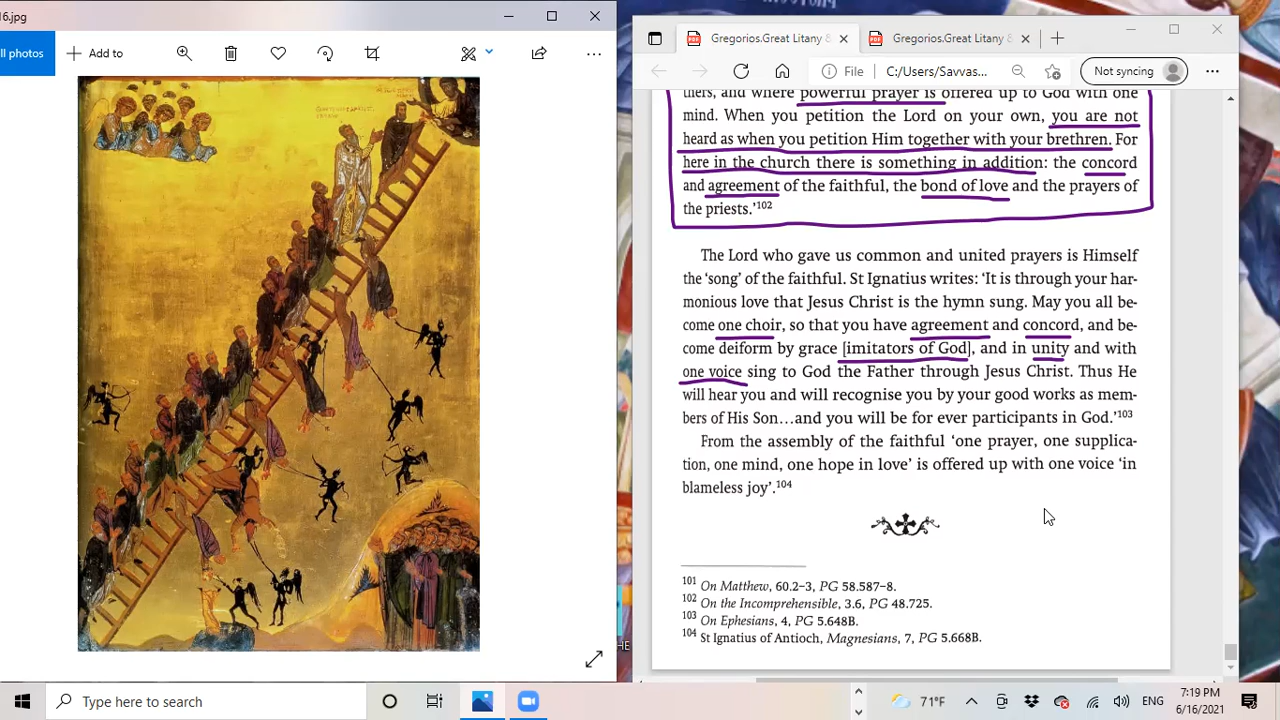 16.jpg
ll photos
Add to
Gregorios.Great Litany &
Gregorios.Great Litany &
File
C:/Users/Savvas...
Not syncing
thers, and where powerful prayer is offered up to God with one
mind. When you petition the Lord on your own, you are not
heard as when you petition Him together with your brethren. For
here in the church there is something in addition: the concord
and agreement of the faithful, the bond of love and the prayers of
the priests.’102
The Lord who gave us common and united prayers is Himself
the ‘song’ of the faithful. St Ignatius writes: ‘It is through your har-
monious love that Jesus Christ is the hymn sung. May you all be-
come one choir, so that you have agreement and concord, and be-
come deiform by grace [imitators of God], and in unity and with
one voice sing to God the Father through Jesus Christ. Thus He
will hear you and will recognise you by your good works as mem-
bers of His Son...and you will be for ever participants in God.’103
From the assembly of the faithful ‘one prayer, one supplica-
tion, one mind, one hope in love’ is offered up with one voice ‘in
blameless joy’.104
101 On Matthew, 60.2–3, PG 58.587–8.
102 On the Incomprehensible, 3.6, PG 48.725.
103 On Ephesians, 4, PG 5.648B.
104 St Ignatius of Antioch, Magnesians, 7, PG 5.668B.
HE
Type here to search
71°F
ENG
7:19 PM
6/16/2021